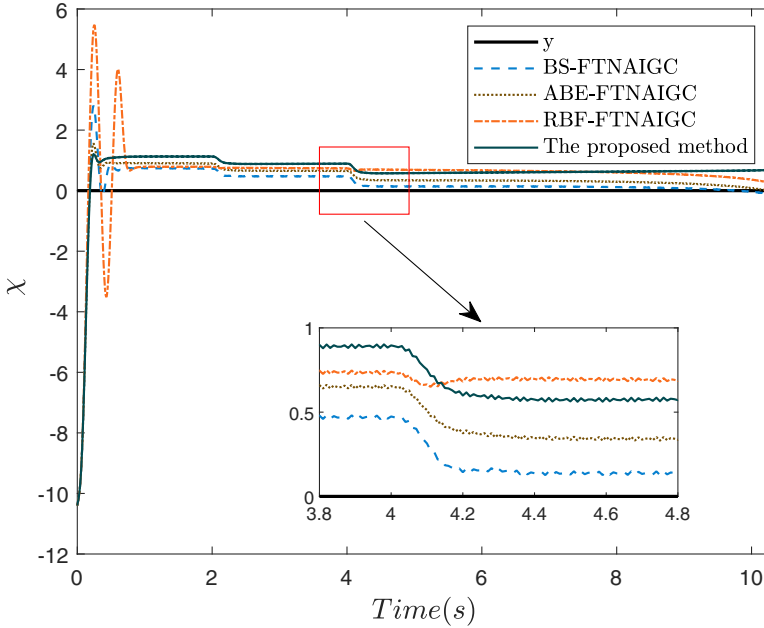 6
4
2
0
-2
-4
-6
-8
-10
-12
χ
y
BS-FTNAIGC
ABE-FTNAIGC
RBF-FTNAIGC
The proposed method
1
0.5
0
3.8 4 4.2 4.4 4.6 4.8
0 2 4 6 8 10
Time(s)